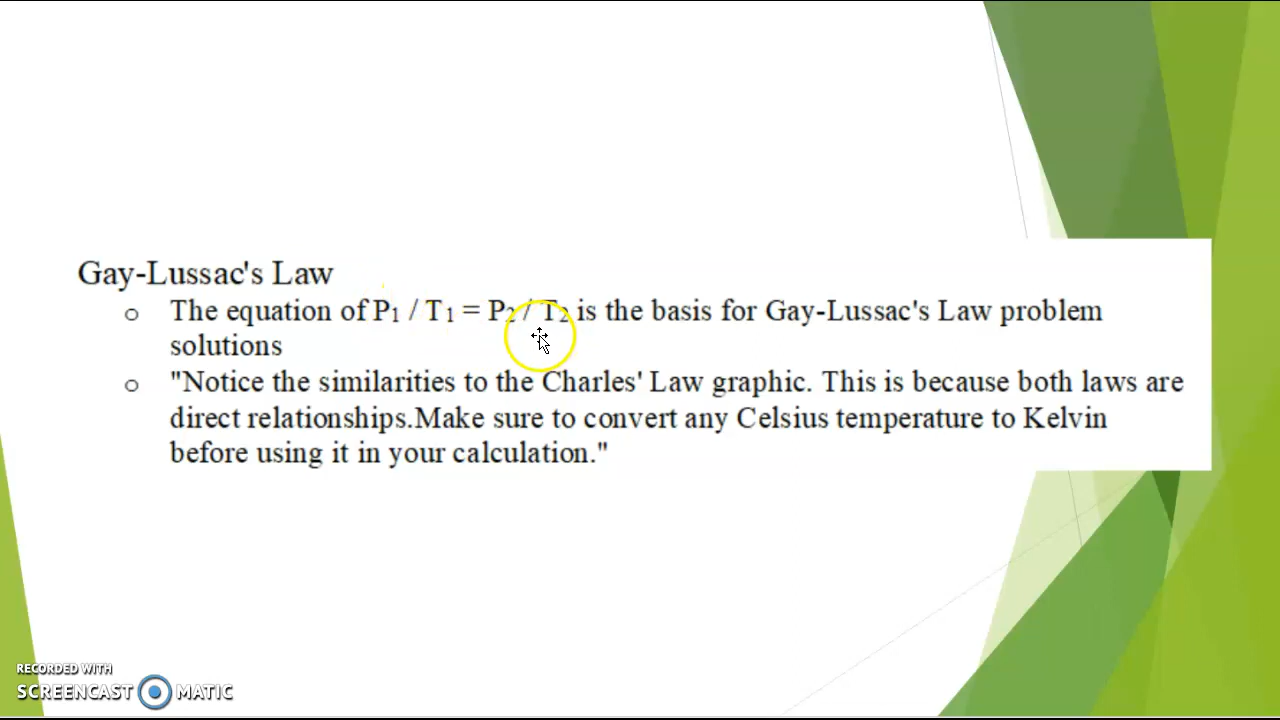 Gay-Lussac's Law
o The equation of P1 / T1 = P2 / T2 is the basis for Gay-Lussac's Law problem
solutions
o "Notice the similarities to the Charles' Law graphic. This is because both laws are
direct relationships.Make sure to convert any Celsius temperature to Kelvin
before using it in your calculation."
RECORDED WITH
SCREENCAST MATIC